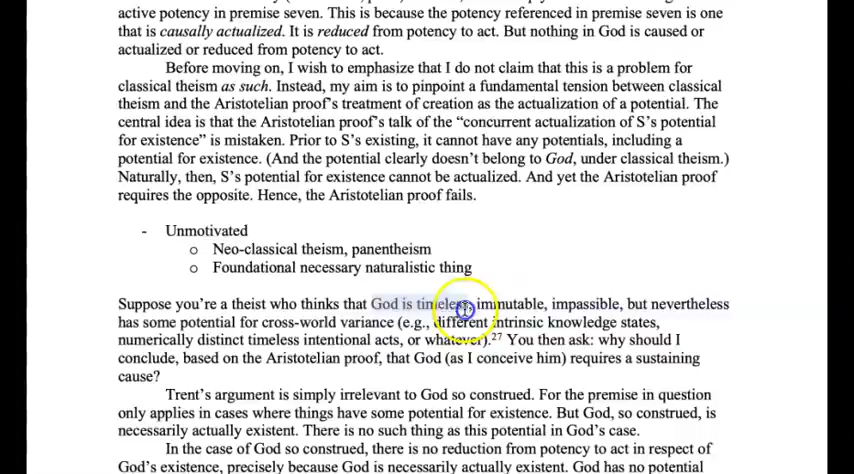 active potency in premise seven. This is because the potency referenced in premise seven is one
that is causally actualized. It is reduced from potency to act. But nothing in God is caused or
actualized or reduced from potency to act.
Before moving on, I wish to emphasize that I do not claim that this is a problem for
classical theism as such. Instead, my aim is to pinpoint a fundamental tension between classical
theism and the Aristotelian proof's treatment of creation as the actualization of a potential. The
central idea is that the Aristotelian proof's talk of the “concurrent actualization of S's potential
for existence” is mistaken. Prior to S's existing, it cannot have any potentials, including a
potential for existence. (And the potential clearly doesn't belong to God, under classical theism.)
Naturally, then, S's potential for existence cannot be actualized. And yet the Aristotelian proof
requires the opposite. Hence, the Aristotelian proof fails.
- Unmotivated
o Neo-classical theism, panentheism
o Foundational necessary naturalistic thing
Suppose you're a theist who thinks that God is timeless, immutable, impassible, but nevertheless
has some potential for cross-world variance (e.g., different intrinsic knowledge states,
numerically distinct timeless intentional acts, or whatever).27 You then ask: why should I
conclude, based on the Aristotelian proof, that God (as I conceive him) requires a sustaining
cause?
Trent's argument is simply irrelevant to God so construed. For the premise in question
only applies in cases where things have some potential for existence. But God, so construed, is
necessarily actually existent. There is no such thing as this potential in God's case.
In the case of God so construed, there is no reduction from potency to act in respect of
God's existence, precisely because God is necessarily actually existent. God has no potential